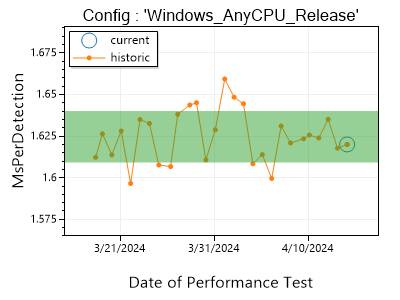 Config : 'Windows_AnyCPU_Release'
current
historic
1.675
1.65
1.625
1.6
1.575
MsPerDetection
3/21/2024
3/31/2024
4/10/2024
Date of Performance Test